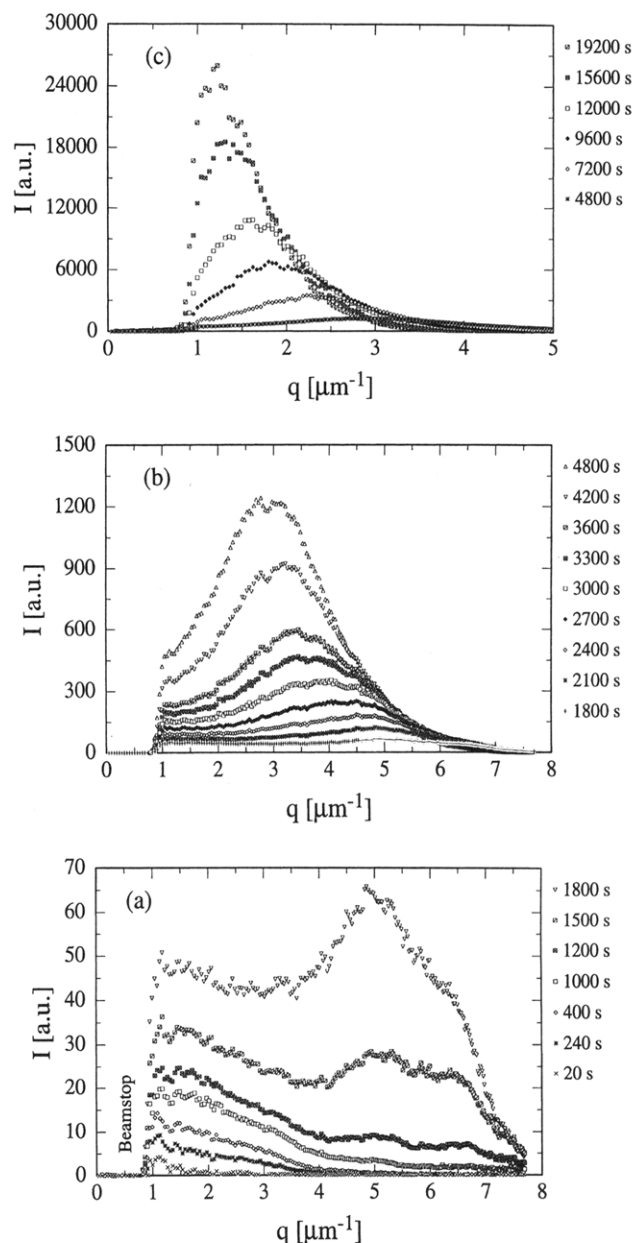 30000
24000
18000
12000
6000
0
I [a.u.]
(c)
19200 s
15600 s
12000 s
9600 s
7200 s
4800 s
0 1 2 3 4 5
q [μm⁻¹]
1500
1200
900
600
300
0
I [a.u.]
(b)
4800 s
4200 s
3600 s
3300 s
3000 s
2700 s
2400 s
2100 s
1800 s
0 1 2 3 4 5 6 7 8
q [μm⁻¹]
70
60
50
40
30
20
10
0
I [a.u.]
(a)
Beamstop
1800 s
1500 s
1200 s
1000 s
400 s
240 s
20 s
0 1 2 3 4 5 6 7 8
q [μm⁻¹]